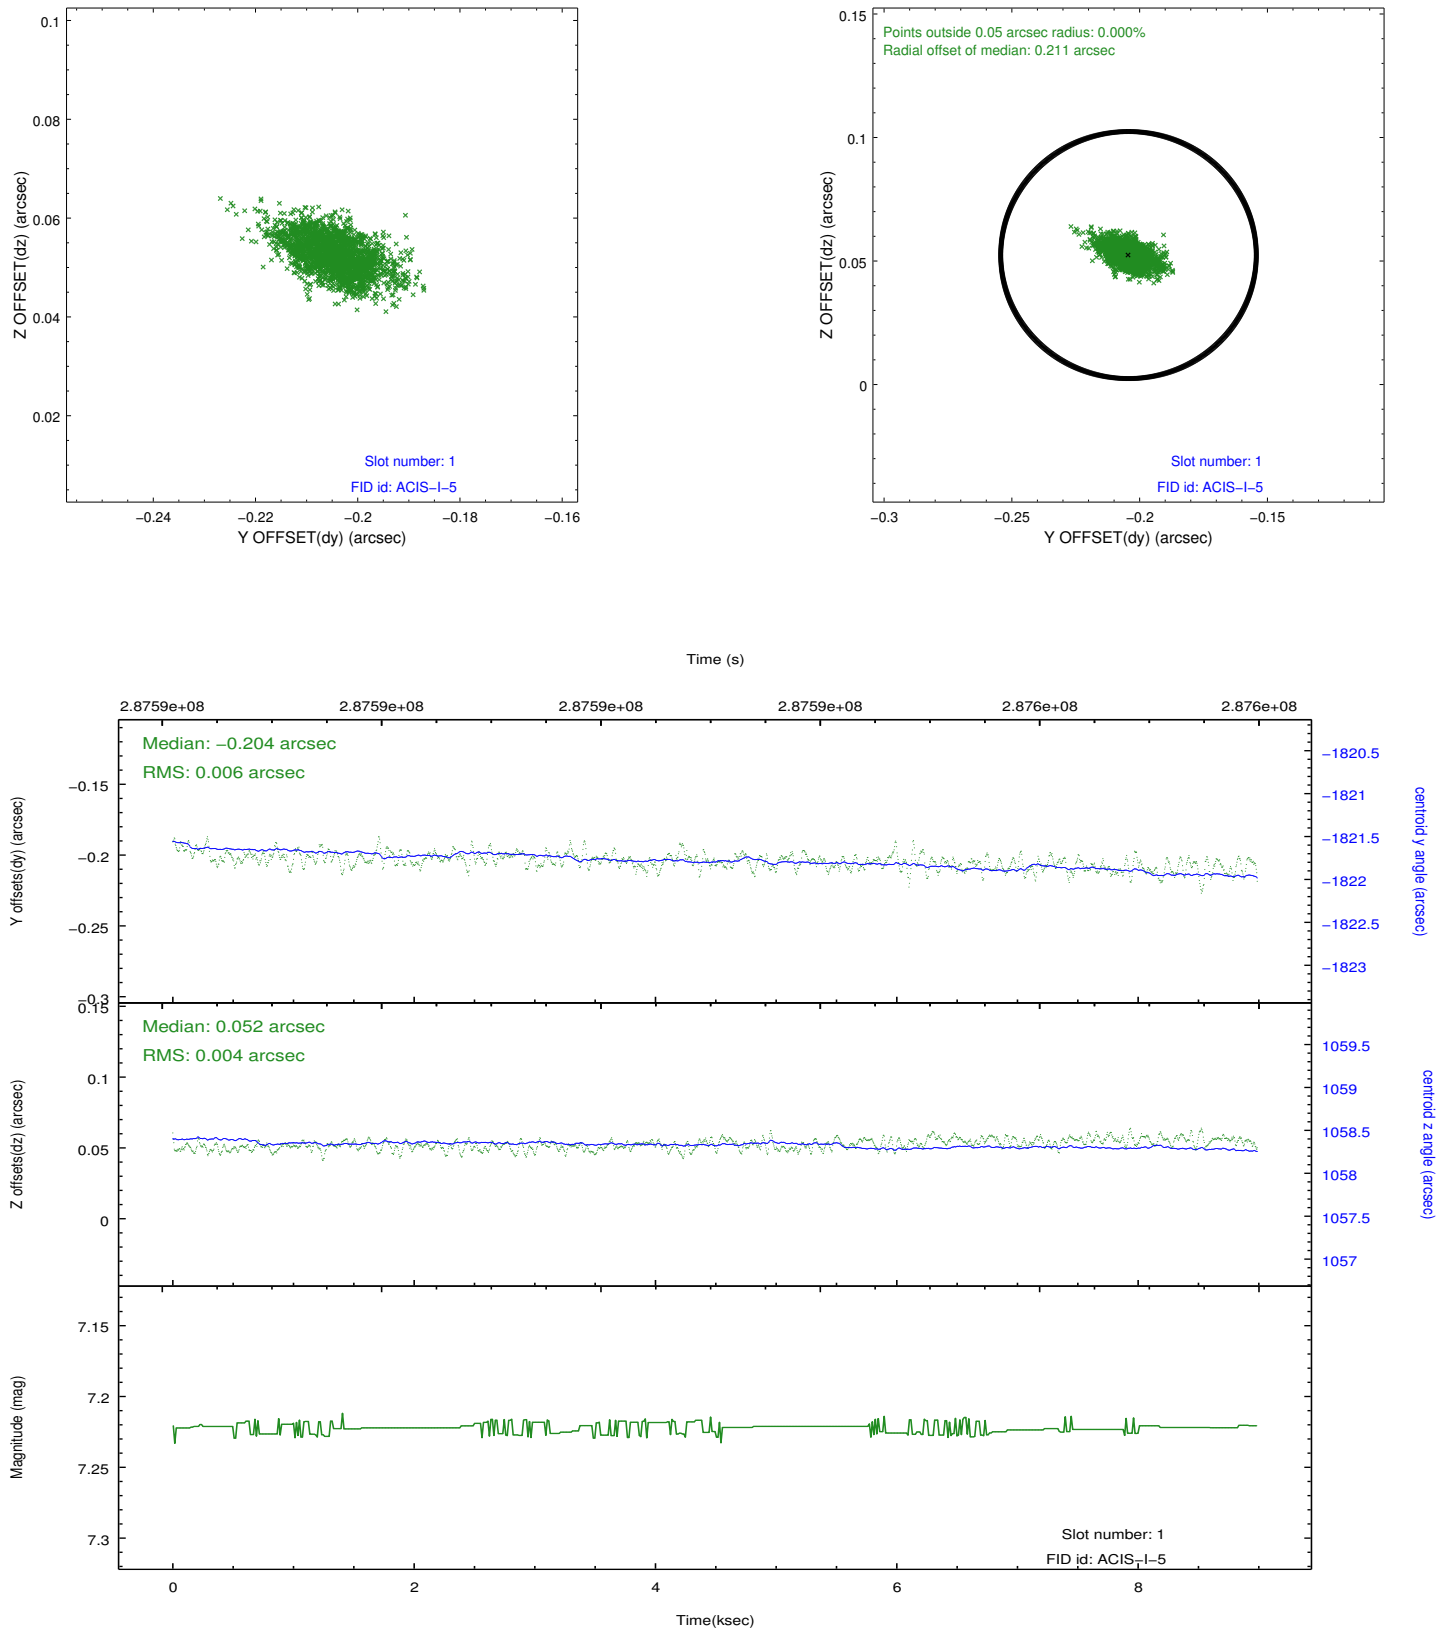 0.1
0.08
0.06
0.04
0.02
Z OFFSET(dz) (arcsec)
Slot number: 1
FID id: ACIS−I−5
−0.24 −0.22 −0.2 −0.18 −0.16
Y OFFSET(dy) (arcsec)
0.15
0.1
0.05
0
Z OFFSET(dz) (arcsec)
Points outside 0.05 arcsec radius: 0.000%
Radial offset of median: 0.211 arcsec
Slot number: 1
FID id: ACIS−I−5
−0.3 −0.25 −0.2 −0.15
Y OFFSET(dy) (arcsec)
Time (s)
2.8759e+08 2.8759e+08 2.8759e+08 2.8759e+08 2.876e+08 2.876e+08
Median: −0.204 arcsec
RMS: 0.006 arcsec
−0.15
−0.2
−0.25
−0.3
Y offsets(dy) (arcsec)
−1820.5
−1821
−1821.5
−1822
−1822.5
−1823
centroid y angle (arcsec)
Median: 0.052 arcsec
RMS: 0.004 arcsec
0.15
0.1
0.05
0
Z offsets(dz) (arcsec)
1059.5
1059
1058.5
1058
1057.5
1057
centroid z angle (arcsec)
7.15
7.2
7.25
7.3
Magnitude (mag)
Slot number: 1
FID id: ACIS−I−5
0 2 4 6 8
Time(ksec)